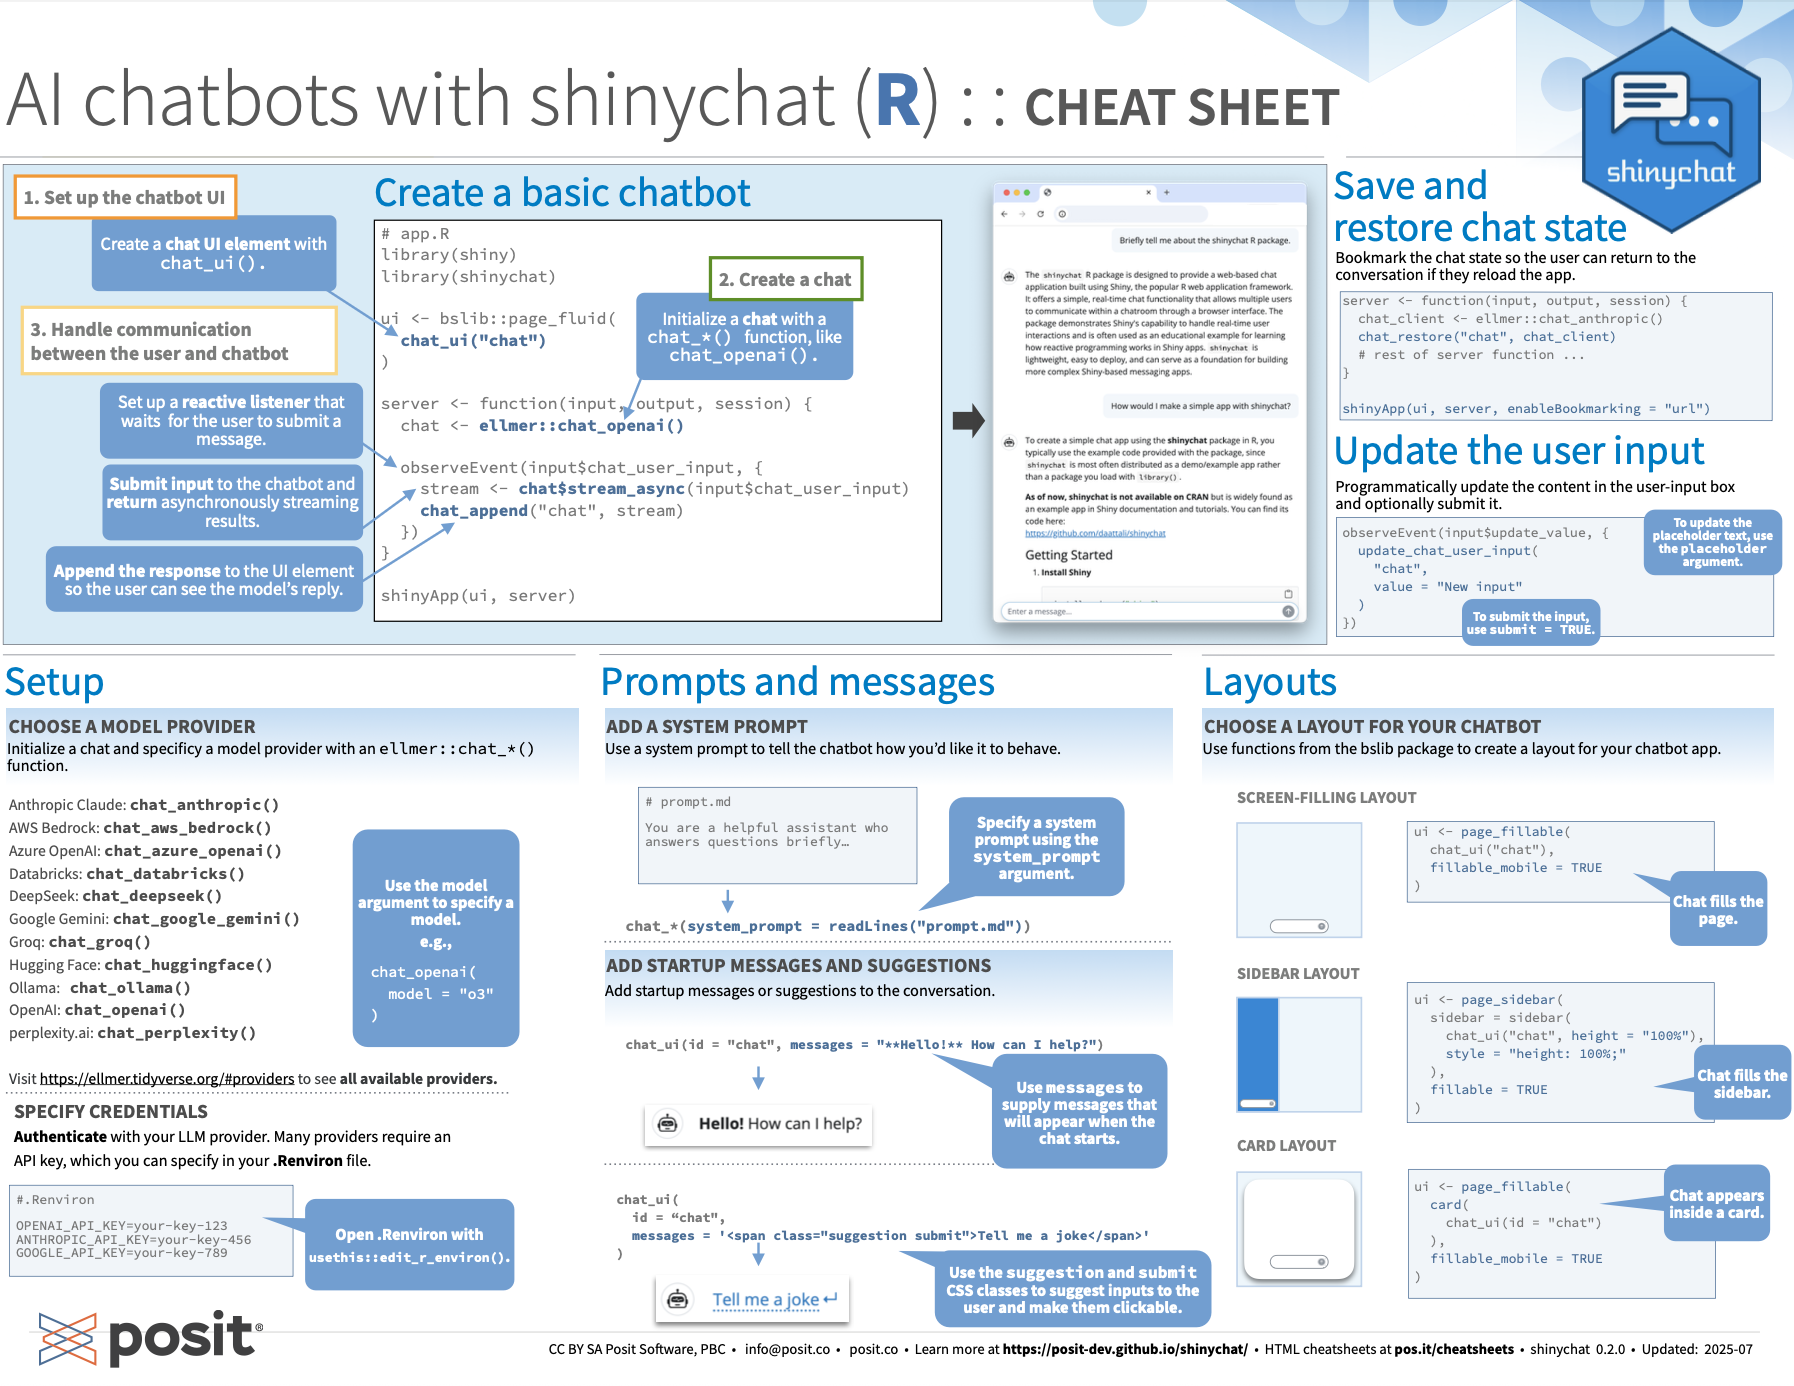 AI chatbots with shinychat (R) : : CHEAT SHEET
shinychat
1. Set up the chatbot UI
Create a chat UI element with
chat_ui().
3. Handle communication
between the user and chatbot
Set up a reactive listener that
waits for the user to submit a
message.
Submit input to the chatbot and
return asynchronously streaming
results.
Append the response to the UI element
so the user can see the model's reply.
Create a basic chatbot
# app.R
library(shiny)
library(shinychat)
ui <- bslib::page_fluid(
chat_ui("chat")
)
server <- function(input, output, session) {
chat <- ellmer::chat_openai()
observeEvent(input$chat_user_input, {
stream <- chat$stream_async(input$chat_user_input)
chat_append("chat", stream)
})
}
shinyApp(ui, server)
2. Create a chat
Initialize a chat with a
chat_*() function, like
chat_openai().
Briefly tell me about the shinychat R package.
The shinychat R package is designed to provide a web-based chat
application built using Shiny, the popular R web application framework.
It offers a simple, real-time chat functionality that allows multiple users
to communicate within a chatroom through a browser interface. The
package demonstrates Shiny's capability to handle real-time user
interactions and is often used as an educational example for learning
how reactive programming works in Shiny apps. shinychat is
lightweight, easy to deploy, and can serve as a foundation for building
more complex Shiny-based messaging apps.
How would I make a simple app with shinychat?
To create a simple chat app using the shinychat package in R, you
typically use the example code provided with the package, since
shinychat is most often distributed as a demo/example app rather
than a package you load with library().
As of now, shinychat is not available on CRAN but is widely found as
an example app in Shiny documentation and tutorials. You can find its
code here:
https://github.com/daattali/shinychat
Getting Started
1. Install Shiny
Enter a message...
Save and
restore chat state
Bookmark the chat state so the user can return to the
conversation if they reload the app.
server <- function(input, output, session) {
chat_client <- ellmer::chat_anthropic()
chat_restore("chat", chat_client)
# rest of server function ...
}
shinyApp(ui, server, enableBookmarking = "url")
Update the user input
Programmatically update the content in the user-input box
and optionally submit it.
observeEvent(input$update_value, {
update_chat_user_input(
"chat",
value = "New input"
)
})
To update the
placeholder text, use
the placeholder
argument.
To submit the input,
use submit = TRUE.
Setup
CHOOSE A MODEL PROVIDER
Initialize a chat and specificy a model provider with an ellmer::chat_*()
function.
Anthropic Claude: chat_anthropic()
AWS Bedrock: chat_aws_bedrock()
Azure OpenAI: chat_azure_openai()
Databricks: chat_databricks()
DeepSeek: chat_deepseek()
Google Gemini: chat_google_gemini()
Groq: chat_groq()
Hugging Face: chat_huggingface()
Ollama: chat_ollama()
OpenAI: chat_openai()
perplexity.ai: chat_perplexity()
Use the model
argument to specify a
model.
e.g.,
chat_openai(
model = "o3"
)
Visit https://ellmer.tidyverse.org/#providers to see all available providers.
SPECIFY CREDENTIALS
Authenticate with your LLM provider. Many providers require an
API key, which you can specify in your .Renviron file.
#.Renviron
OPENAI_API_KEY=your-key-123
ANTHROPIC_API_KEY=your-key-456
GOOGLE_API_KEY=your-key-789
Open .Renviron with
usethis::edit_r_environ().
Prompts and messages
ADD A SYSTEM PROMPT
Use a system prompt to tell the chatbot how you'd like it to behave.
# prompt.md
You are a helpful assistant who
answers questions briefly…
Specify a system
prompt using the
system_prompt
argument.
chat_*(system_prompt = readLines("prompt.md"))
ADD STARTUP MESSAGES AND SUGGESTIONS
Add startup messages or suggestions to the conversation.
chat_ui(id = "chat", messages = "**Hello!** How can I help?")
Use messages to
supply messages that
will appear when the
chat starts.
Hello! How can I help?
chat_ui(
id = “chat",
messages = '<span class="suggestion submit">Tell me a joke</span>'
)
Tell me a joke
Use the suggestion and submit
CSS classes to suggest inputs to the
user and make them clickable.
Layouts
CHOOSE A LAYOUT FOR YOUR CHATBOT
Use functions from the bslib package to create a layout for your chatbot app.
SCREEN-FILLING LAYOUT
ui <- page_fillable(
chat_ui("chat"),
fillable_mobile = TRUE
)
Chat fills the
page.
SIDEBAR LAYOUT
ui <- page_sidebar(
sidebar = sidebar(
chat_ui("chat", height = "100%"),
style = "height: 100%;"
),
fillable = TRUE
)
Chat fills the
sidebar.
CARD LAYOUT
ui <- page_fillable(
card(
chat_ui(id = "chat")
),
fillable_mobile = TRUE
)
Chat appears
inside a card.
posit®
CC BY SA Posit Software, PBC • info@posit.co • posit.co • Learn more at https://posit-dev.github.io/shinychat/ • HTML cheatsheets at pos.it/cheatsheets • shinychat 0.2.0 • Updated: 2025-07